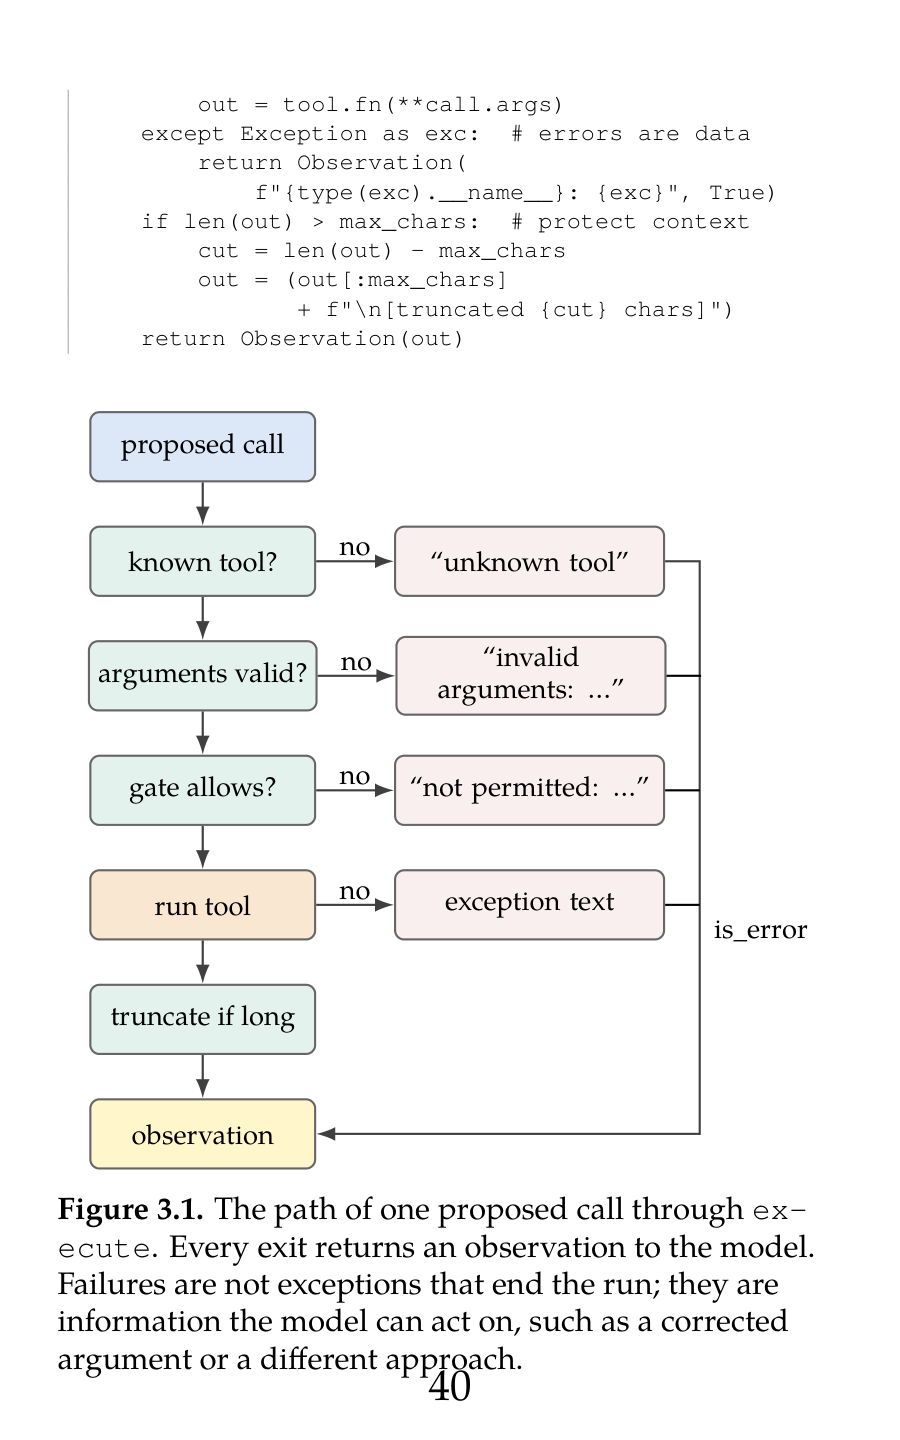 out = tool.fn(**call.args)
    except Exception as exc:  # errors are data
        return Observation(
            f"{type(exc).__name__}: {exc}", True)
    if len(out) > max_chars:  # protect context
        cut = len(out) - max_chars
        out = (out[:max_chars]
               + f"\n[truncated {cut} chars]")
    return Observation(out)
proposed call
known tool?
no
“unknown tool”
arguments valid?
no
“invalid
arguments: ...”
gate allows?
no
“not permitted: ...”
run tool
no
exception text
is_error
truncate if long
observation
Figure 3.1. The path of one proposed call through ex-
ecute. Every exit returns an observation to the model.
Failures are not exceptions that end the run; they are
information the model can act on, such as a corrected
argument or a different approach.
40